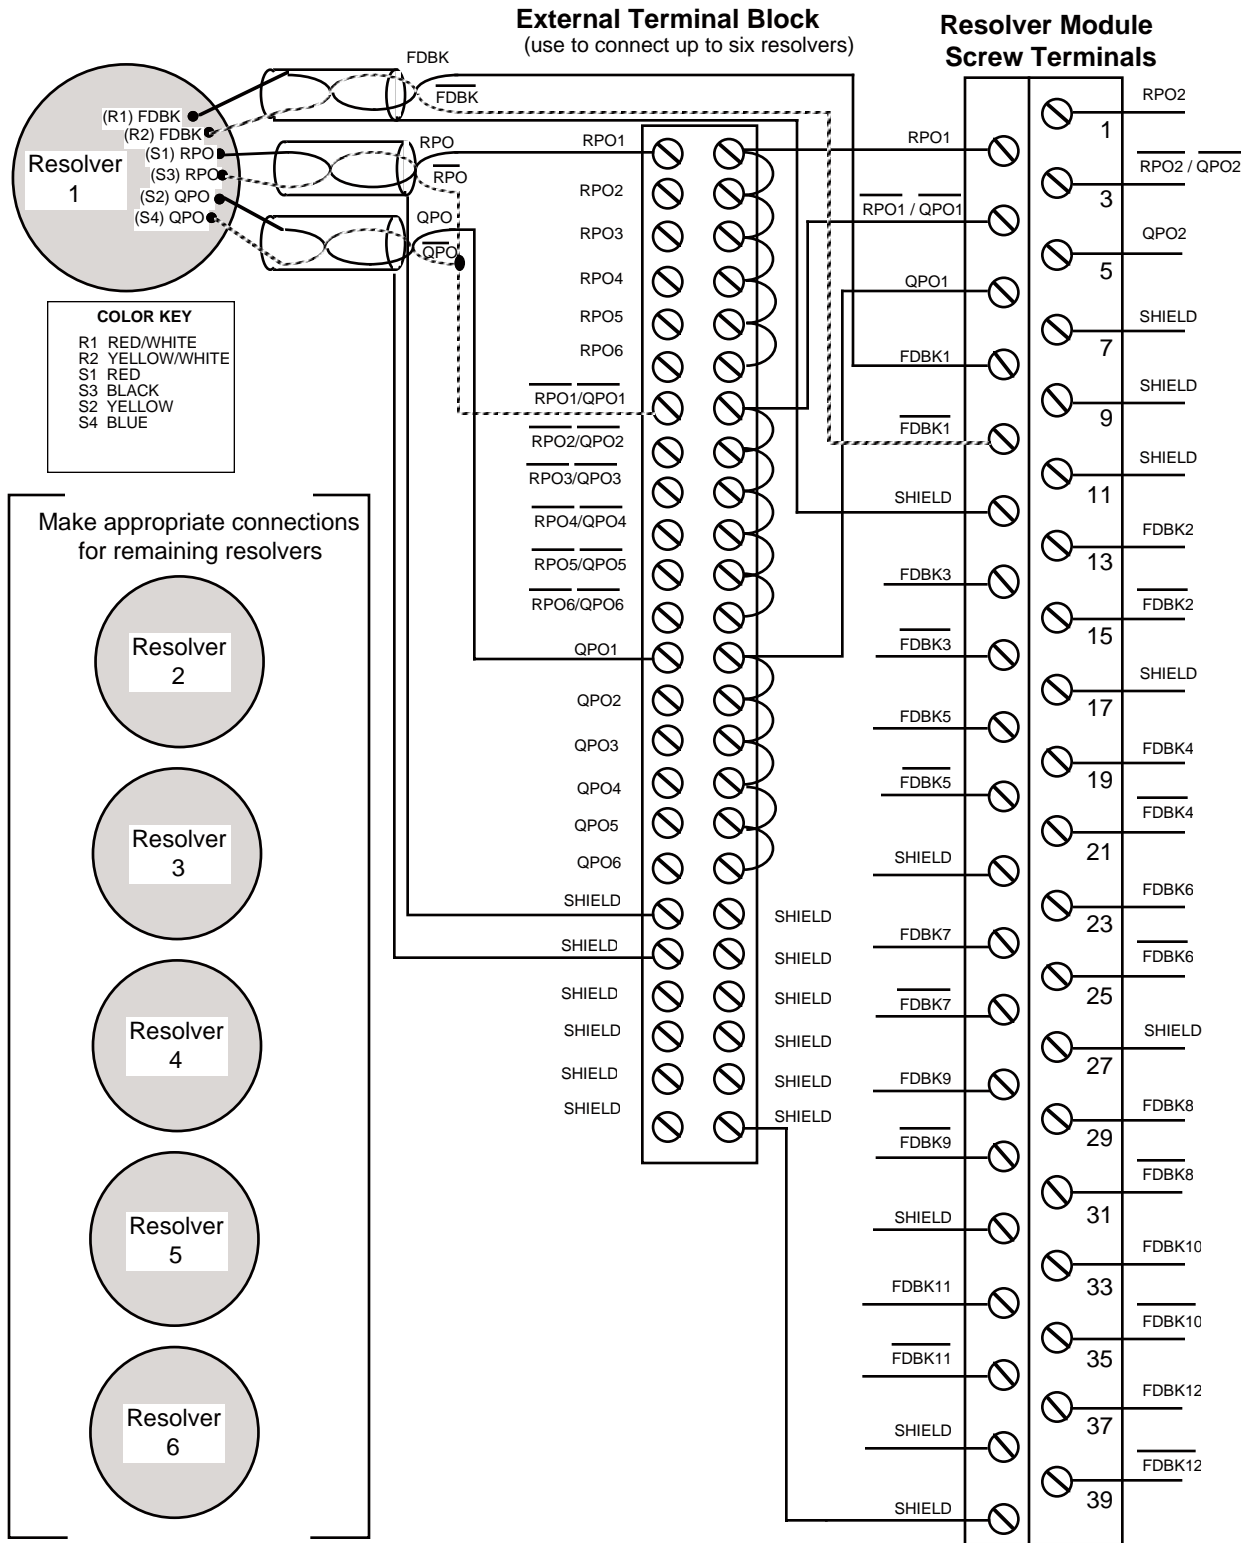 External Terminal Block
(use to connect up to six resolvers)
Resolver Module
Screw Terminals
FDBK
FDBK
(R1) FDBK
(R2) FDBK
(S1) RPO
(S3) RPO
(S2) QPO
(S4) QPO
Resolver
1
RPO
RPO
QPO
QPO
COLOR KEY
R1 RED/WHITE
R2 YELLOW/WHITE
S1 RED
S3 BLACK
S2 YELLOW
S4 BLUE
Make appropriate connections
for remaining resolvers
Resolver
2
Resolver
3
Resolver
4
Resolver
5
Resolver
6
RPO1
RPO2
RPO3
RPO4
RPO5
RPO6
RPO1/QPO1
RPO2/QPO2
RPO3/QPO3
RPO4/QPO4
RPO5/QPO5
RPO6/QPO6
QPO1
QPO2
QPO3
QPO4
QPO5
QPO6
SHIELD
SHIELD
SHIELD
SHIELD
SHIELD
SHIELD
SHIELD
SHIELD
SHIELD
SHIELD
SHIELD
SHIELD
RPO1
RPO1 / QPO1
QPO1
FDBK1
FDBK1
SHIELD
FDBK3
FDBK3
FDBK5
FDBK5
SHIELD
FDBK7
FDBK7
FDBK9
FDBK9
SHIELD
FDBK11
FDBK11
SHIELD
SHIELD
RPO2
1
RPO2 / QPO2
3
QPO2
5
SHIELD
7
SHIELD
9
SHIELD
11
FDBK2
13
FDBK2
15
SHIELD
17
FDBK4
19
FDBK4
21
FDBK6
23
FDBK6
25
SHIELD
27
FDBK8
29
FDBK8
31
FDBK10
33
FDBK10
35
FDBK12
37
FDBK12
39